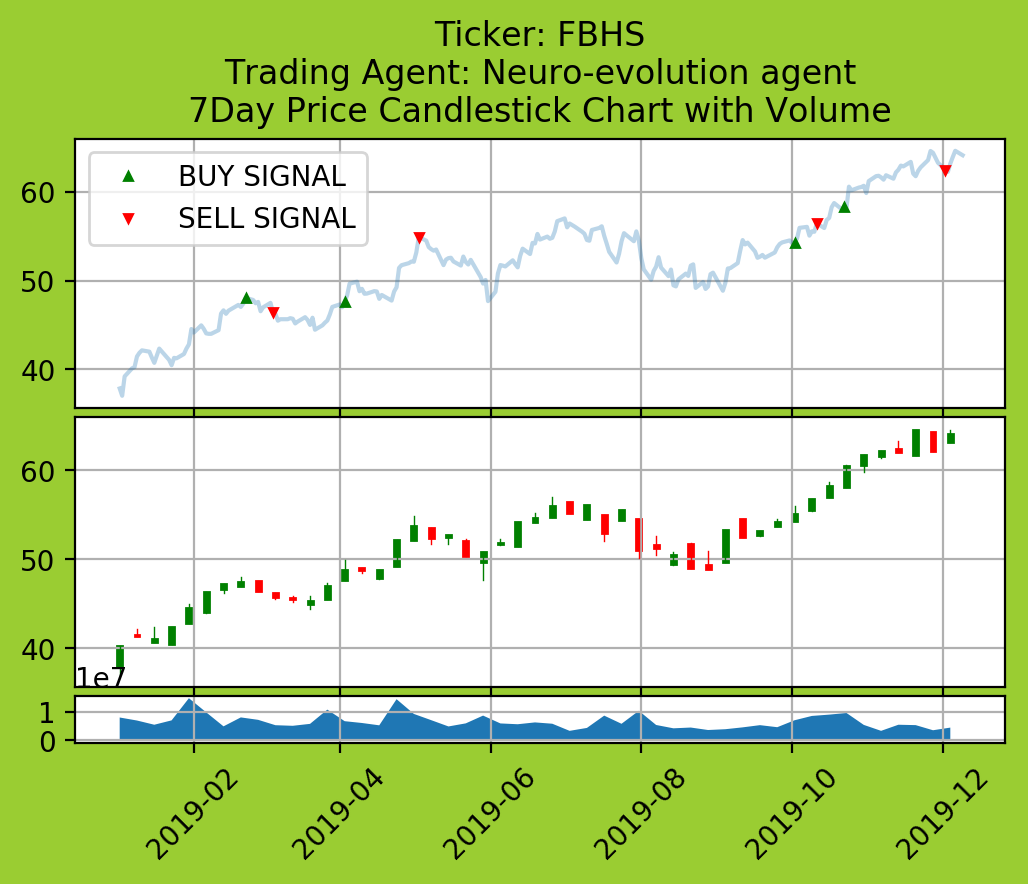 Ticker: FBHS
Trading Agent: Neuro-evolution agent
7Day Price Candlestick Chart with Volume
BUY SIGNAL
SELL SIGNAL
60
50
40
60
50
40
1e7
1
0
2019-02
2019-04
2019-06
2019-08
2019-10
2019-12